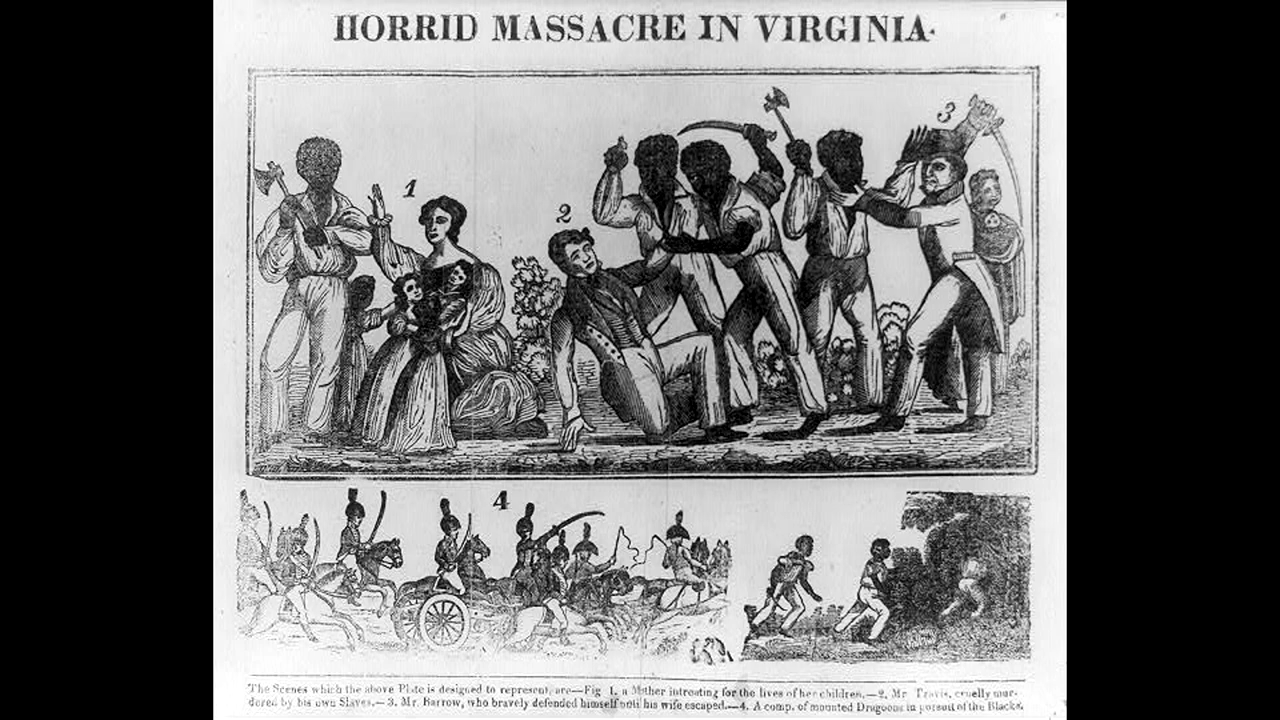 HORRID MASSACRE IN VIRGINIA.
1
2
3
4
The Scenes which the above Plate is designed to represent, are—Fig 1. a Mother intreating for the lives of her children.—2. Mr. Travis, cruelly mur-
dered by his own Slaves.—3. Mr. Barrow, who bravely defended himself until his wife escaped.—4. A comp. of mounted Dragoons in pursuit of the Blacks.